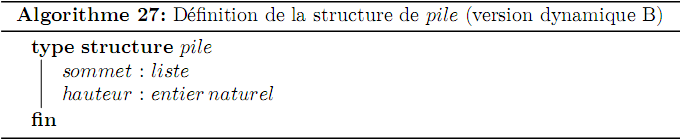 Algorithme 27: Définition de la structure de pile (version dynamique B)
type structure pile
sommet : liste
hauteur : entier naturel
fin